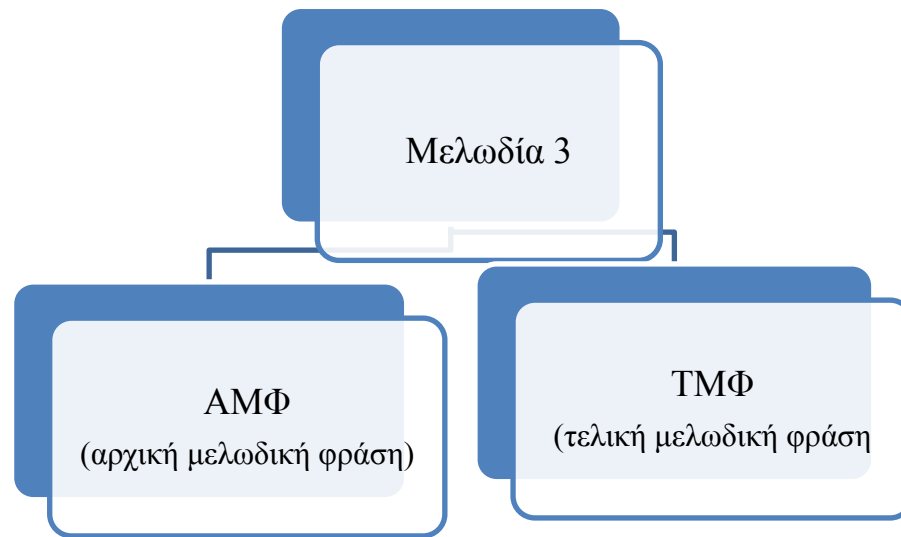 Μελωδία 3
ΑΜΦ
(αρχική μελωδική φράση)
ΤΜΦ
(τελική μελωδική φράση